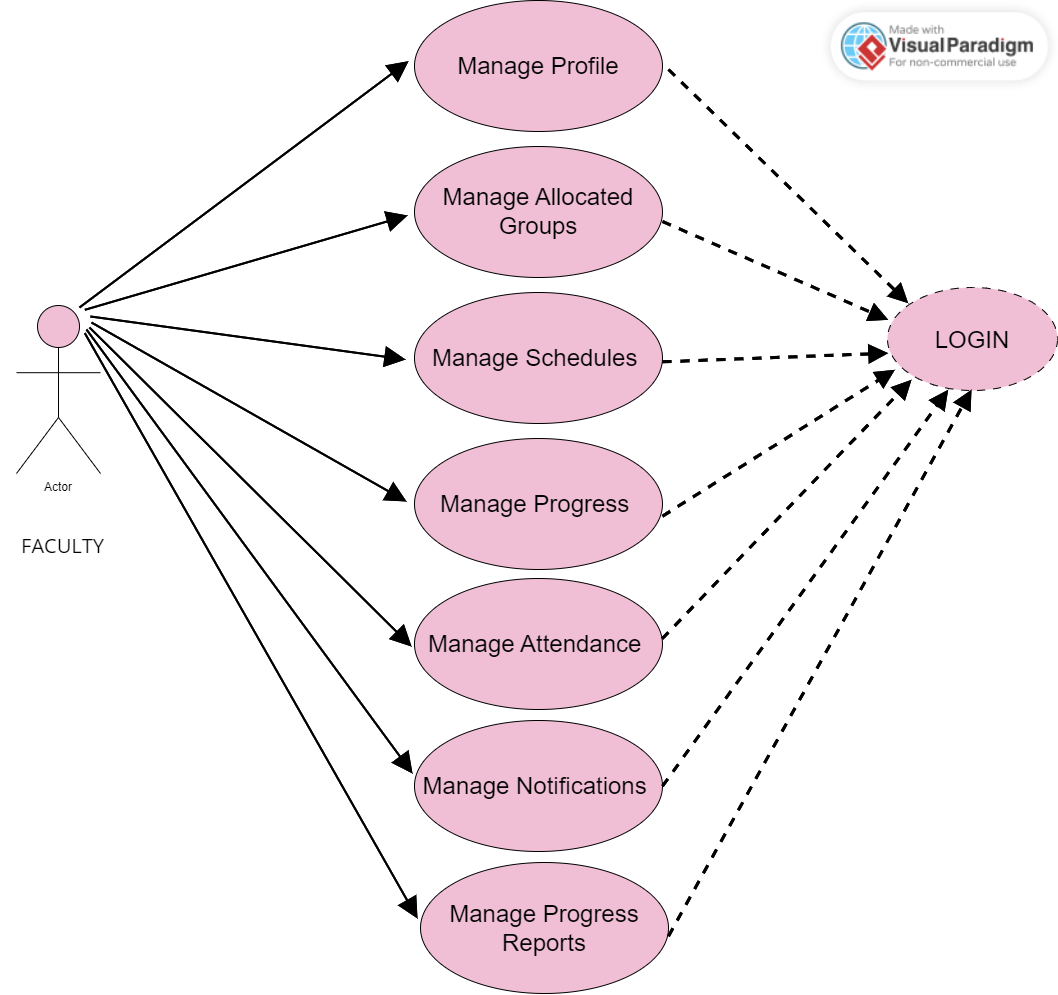 Made with
Visual Paradigm
For non-commercial use
Manage Profile
Manage Allocated
Groups
Manage Schedules
LOGIN
Actor
FACULTY
Manage Progress
Manage Attendance
Manage Notifications
Manage Progress
Reports